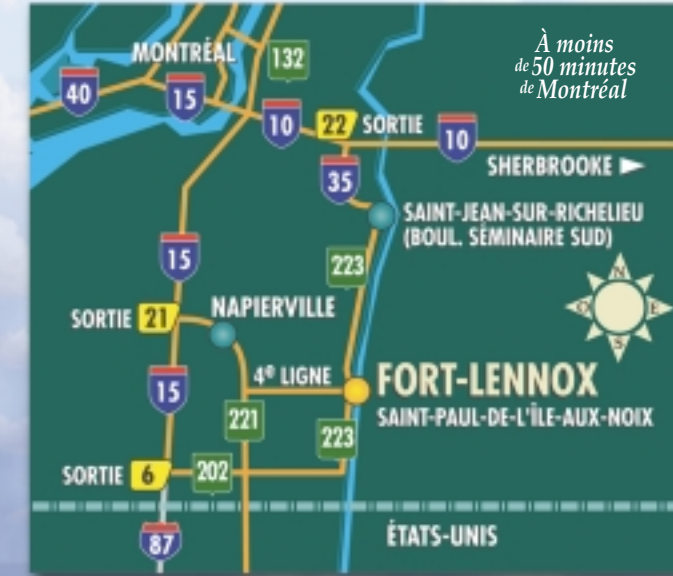 À moins
de 50 minutes
de Montréal
MONTRÉAL
132
40
15
10
22 SORTIE
10
SHERBROOKE
35
SAINT-JEAN-SUR-RICHELIEU
(BOUL. SÉMINAIRE SUD)
15
223
N
O E
S
SORTIE 21
NAPIERVILLE
15
4e LIGNE
FORT-LENNOX
SAINT-PAUL-DE-L'ÎLE-AUX-NOIX
221
223
SORTIE 6
202
87
ÉTATS-UNIS